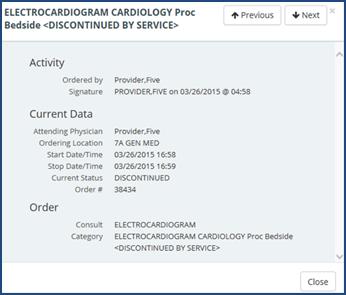 ELECTROCARDIOGRAM CARDIOLOGY Proc
Bedside <DISCONTINUED BY SERVICE>
Previous
Next
Activity
Ordered by Provider,Five
Signature PROVIDER,FIVE on 03/26/2015 @ 04:58
Current Data
Attending Physician Provider,Five
Ordering Location 7A GEN MED
Start Date/Time 03/26/2015 16:58
Stop Date/Time 03/26/2015 16:59
Current Status DISCONTINUED
Order # 38434
Order
Consult ELECTROCARDIOGRAM
Category ELECTROCARDIOGRAM CARDIOLOGY Proc Bedside
<DISCONTINUED BY SERVICE>
Close